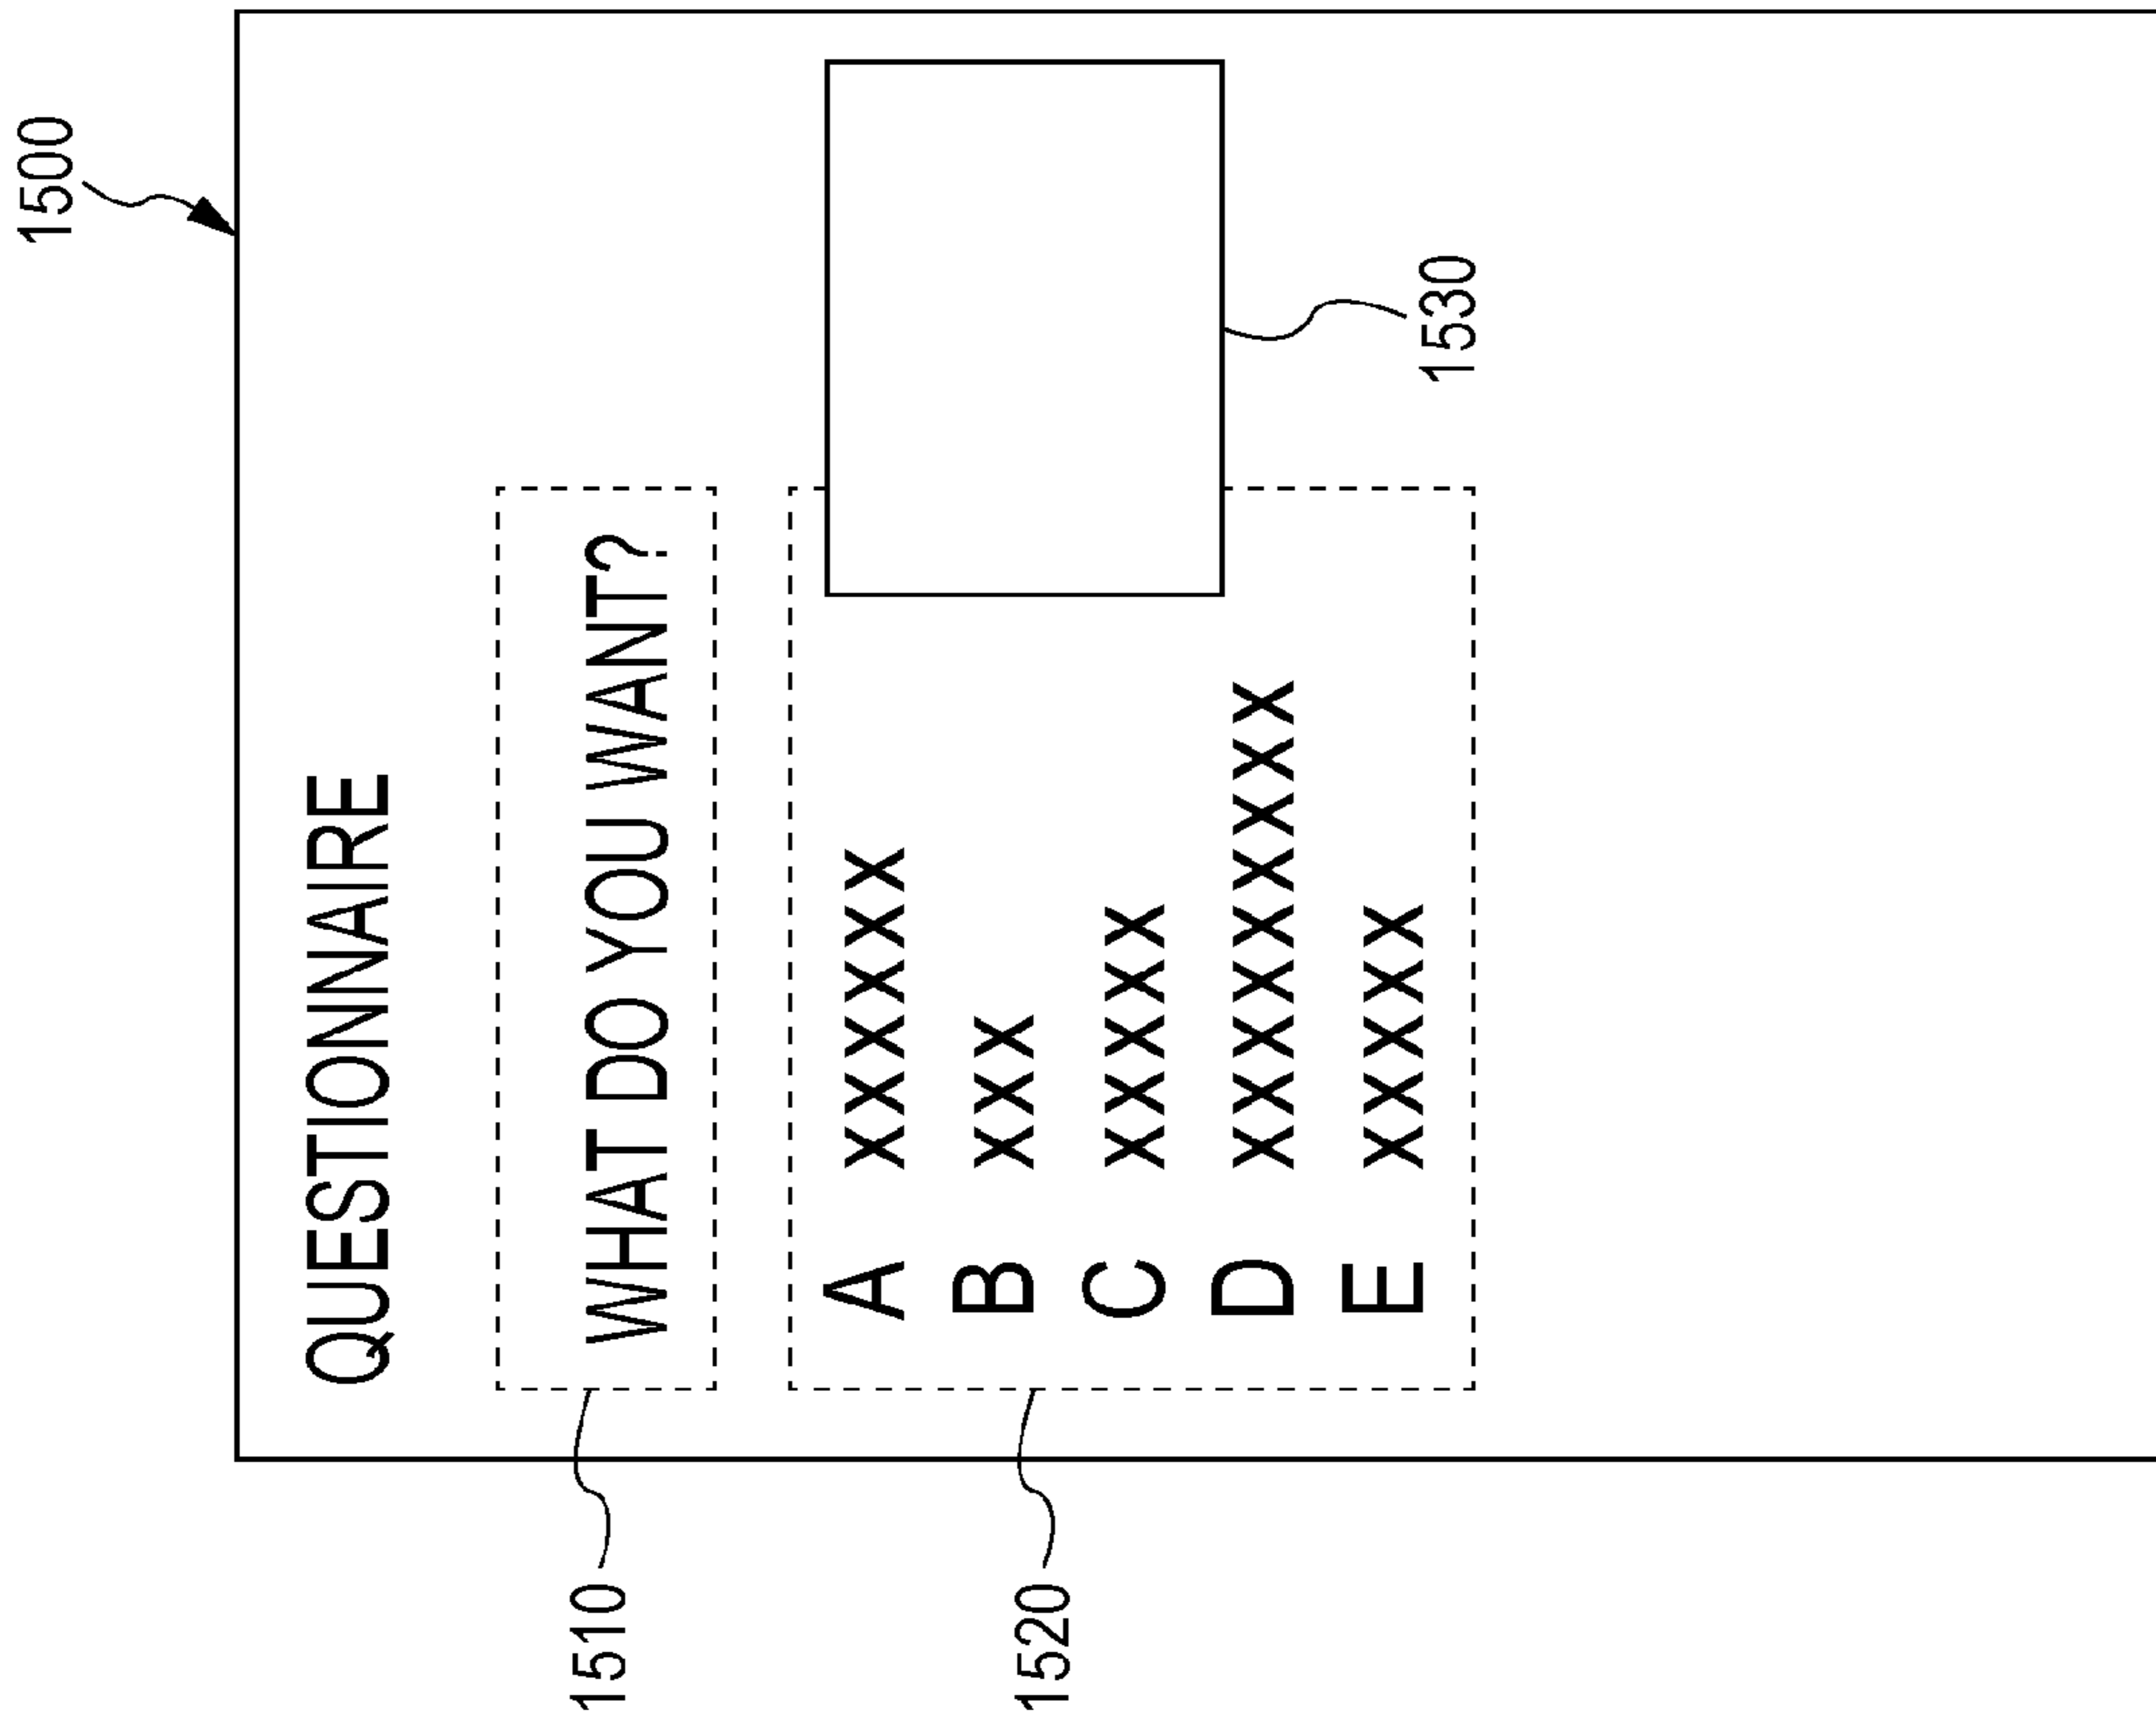 1500
QUESTIONNAIRE
1510
WHAT DO YOU WANT?
1520
A xxxxxx
B xxx
C xxxxx
D xxxxxxxxx
E xxxxx
1530